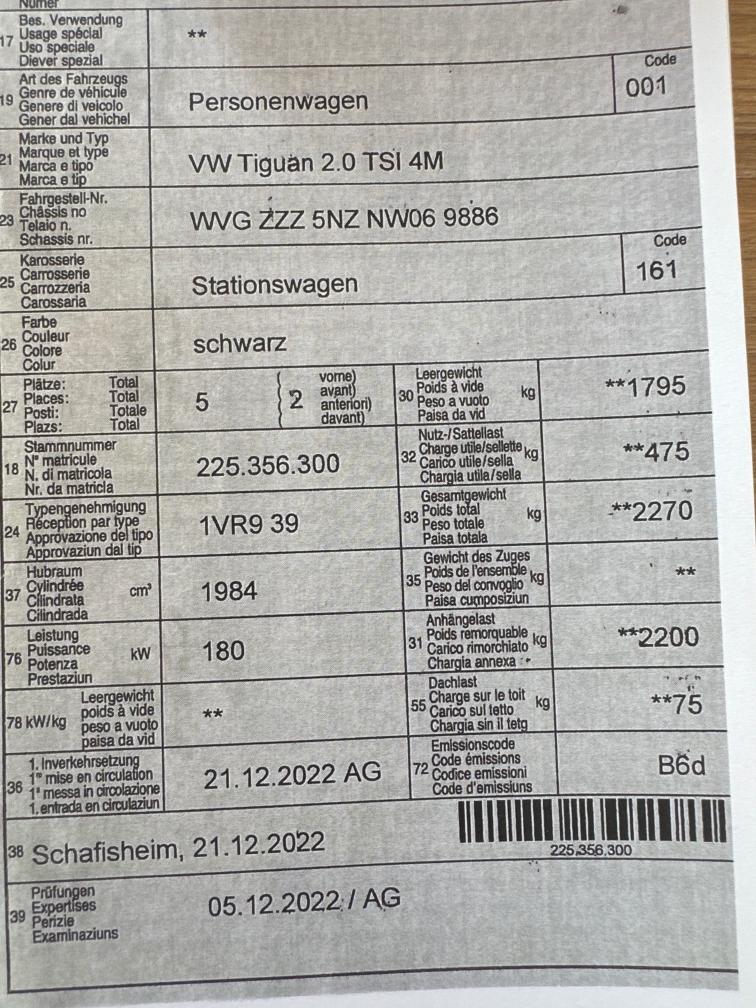 Numer
17 Bes. Verwendung
Usage spécial
Uso speciale
Diever spezial
**
19 Art des Fahrzeugs
Genre de véhicule
Genere di veicolo
Gener dal vehichel
Personenwagen
Code
001
21 Marke und Typ
Marque et type
Marca e tipo
Marca e tip
VW Tiguan 2.0 TSI 4M
23 Fahrgestell-Nr.
Châssis no
Telaio n.
Schassis nr.
WVG ZZZ 5NZ NW06 9886
25 Karosserie
Carrosserie
Carrozzeria
Carossaria
Stationswagen
Code
161
26 Farbe
Couleur
Colore
Colur
schwarz
27 Plätze: Total
Places: Total
Posti: Totale
Plazs: Total
5 { 2 vorne)
avant)
anteriori)
davant)
30 Leergewicht
Poids à vide
Peso a vuoto
Paisa da vid
kg
**1795
18 Stammnummer
N° matricule
N. di matricola
Nr. da matricla
225.356.300
32 Nutz-/Sattellast
Charge utile/sellette
Carico utile/sella
Chargia utila/sella
kg
**475
24 Typengenehmigung
Réception par type
Approvazione del tipo
Approvaziun dal tip
1VR9 39
33 Gesamtgewicht
Poids total
Peso totale
Paisa totala
kg
**2270
37 Hubraum
Cylindrée
Cilindrata
Cilindrada
cm³
1984
35 Gewicht des Zuges
Poids de l'ensemble
Peso del convoglio
Paisa cumposiziun
kg
**
76 Leistung
Puissance
Potenza
Prestaziun
kW
180
31 Anhängelast
Poids remorquable
Carico rimorchiato
Chargia annexa
kg
**2200
78 kW/kg Leergewicht
poids à vide
peso a vuoto
paisa da vid
**
55 Dachlast
Charge sur le toit
Carico sul tetto
Chargia sin il tetg
kg
**75
36 1. Inverkehrsetzung
1re mise en circulation
1a messa in circolazione
1. entrada en circulaziun
21.12.2022 AG
72 Emissionscode
Code émissions
Codice emissioni
Code d'emissiuns
B6d
38 Schafisheim, 21.12.2022
225.356.300
39 Prüfungen
Expertises
Perizie
Examinaziuns
05.12.2022 / AG